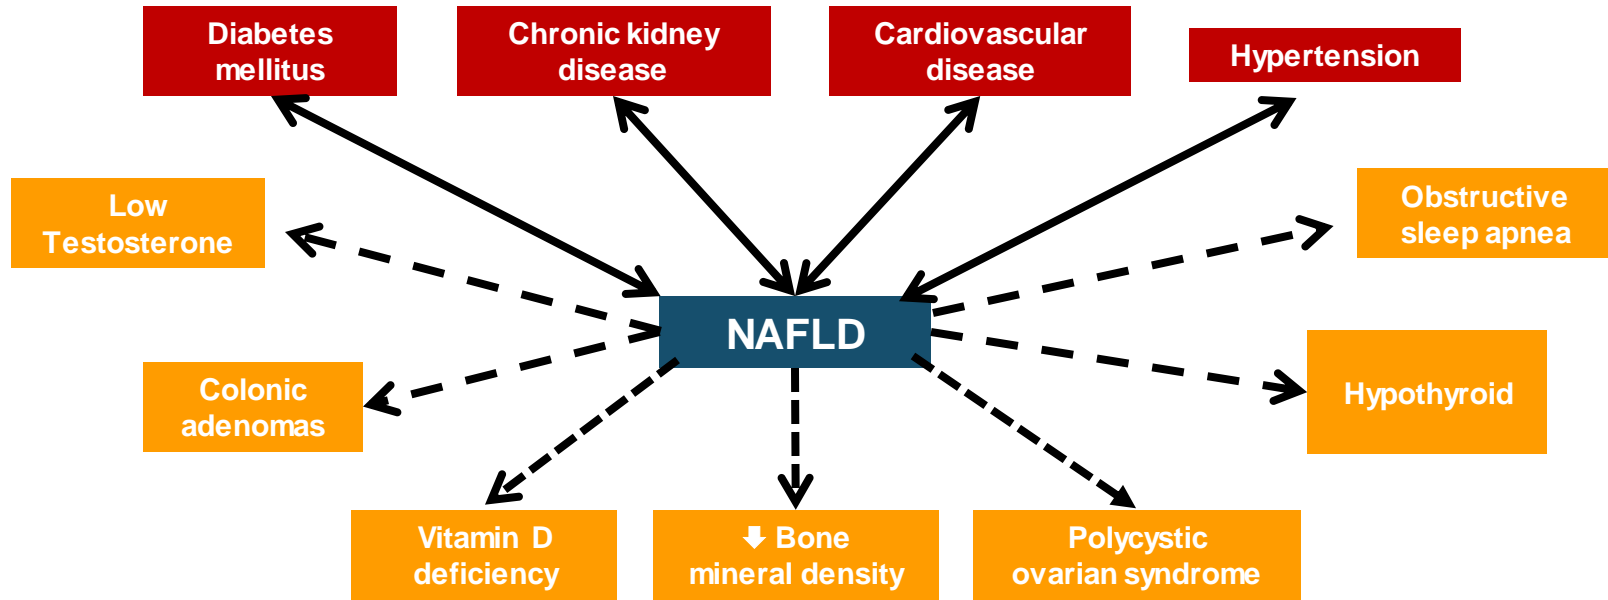 Diabetes
mellitus
Chronic kidney
disease
Cardiovascular
disease
Hypertension
Low
Testosterone
Obstructive
sleep apnea
NAFLD
Colonic
adenomas
Hypothyroid
Vitamin D
deficiency
🡇 Bone
mineral density
Polycystic
ovarian syndrome